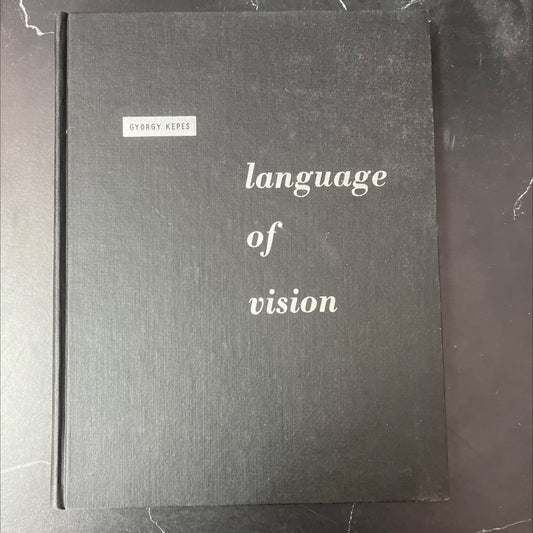 GYORGY KEPES
language
of
vision